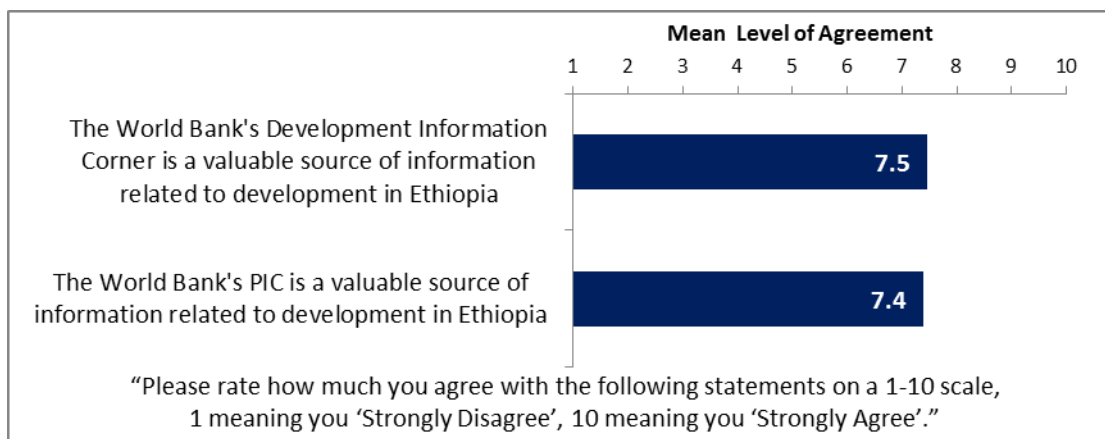 Mean Level of Agreement
1 2 3 4 5 6 7 8 9 10
The World Bank's Development Information
Corner is a valuable source of information
related to development in Ethiopia
7.5
The World Bank's PIC is a valuable source of
information related to development in Ethiopia
7.4
“Please rate how much you agree with the following statements on a 1-10 scale,
1 meaning you ‘Strongly Disagree’, 10 meaning you ‘Strongly Agree’.”